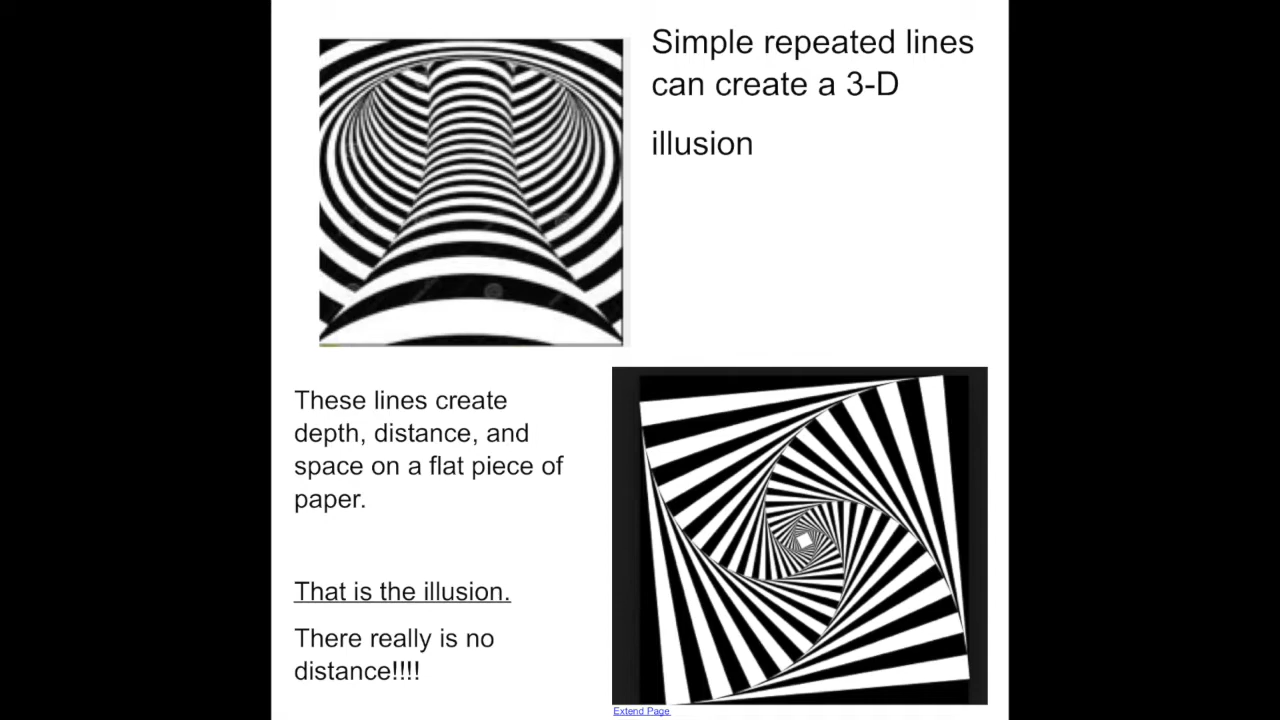 Simple repeated lines
can create a 3-D
illusion
These lines create
depth, distance, and
space on a flat piece of
paper.
That is the illusion.
There really is no
distance!!!!
Extend Page